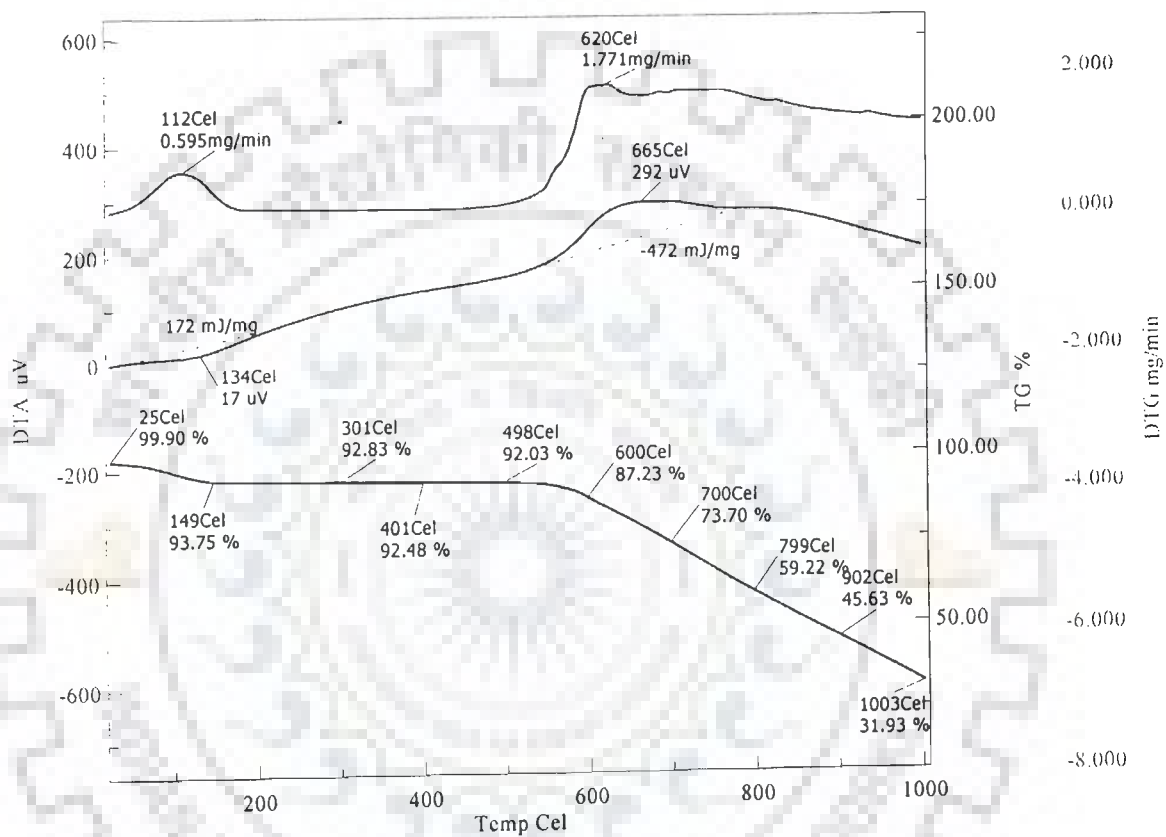 600
400
200
0
-200
-400
-600
DTA uV
112Cel
0.595mg/min
620Cel
1.771mg/min
665Cel
292 uV
-472 mJ/mg
172 mJ/mg
134Cel
17 uV
25Cel
99.90 %
149Cel
93.75 %
301Cel
92.83 %
401Cel
92.48 %
498Cel
92.03 %
600Cel
87.23 %
700Cel
73.70 %
799Cel
59.22 %
902Cel
45.63 %
1003Cel
31.93 %
200.00
150.00
100.00
50.00
TG %
2.000
0.000
-2.000
-4.000
-6.000
-8.000
DTG mg/min
200
400
600
800
1000
Temp Cel